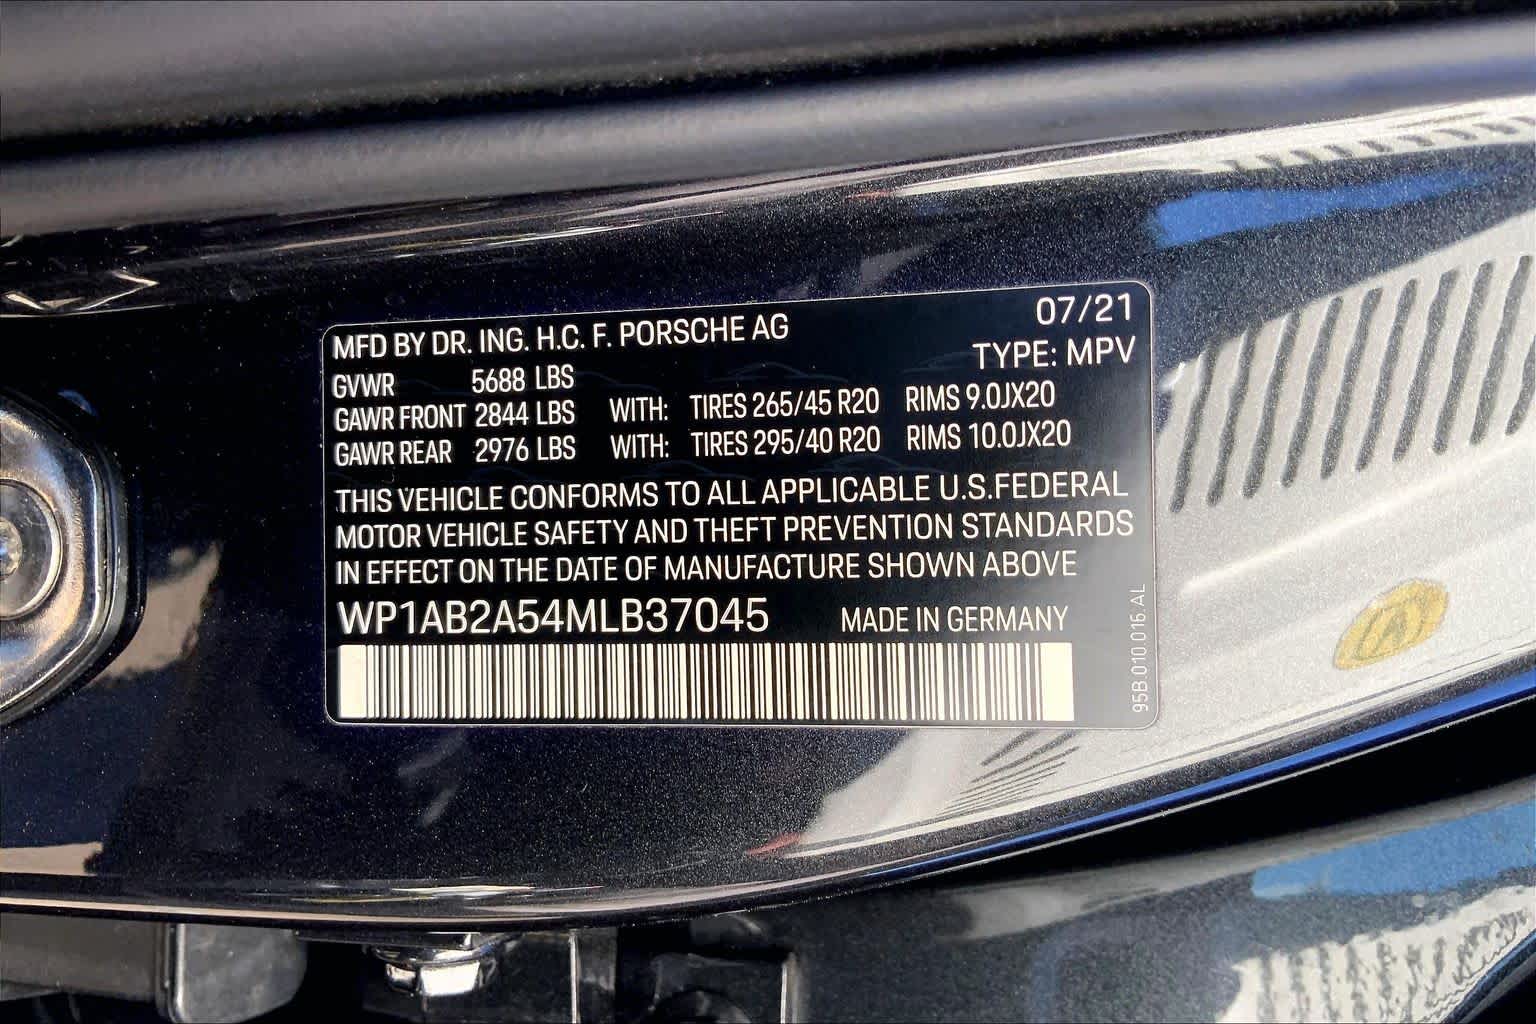 MFD BY DR. ING. H.C. F. PORSCHE AG 07/21
TYPE: MPV
GVWR 5688 LBS
GAWR FRONT 2844 LBS WITH: TIRES 265/45 R20 RIMS 9.0JX20
GAWR REAR 2976 LBS WITH: TIRES 295/40 R20 RIMS 10.0JX20
THIS VEHICLE CONFORMS TO ALL APPLICABLE U.S.FEDERAL
MOTOR VEHICLE SAFETY AND THEFT PREVENTION STANDARDS
IN EFFECT ON THE DATE OF MANUFACTURE SHOWN ABOVE
WP1AB2A54MLB37045 MADE IN GERMANY
95B 010 016 AL